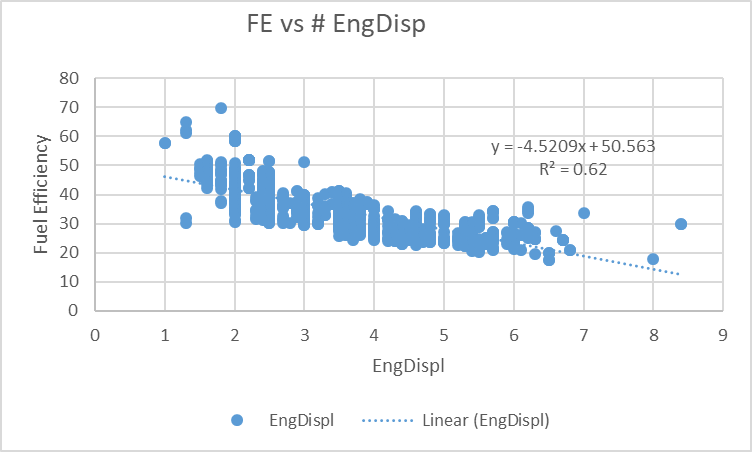 FE vs # EngDisp
80
70
60
50
40
30
20
10
0
Fuel Efficiency
y = -4.5209x + 50.563
R² = 0.62
0 1 2 3 4 5 6 7 8 9
EngDispl
EngDispl Linear (EngDispl)